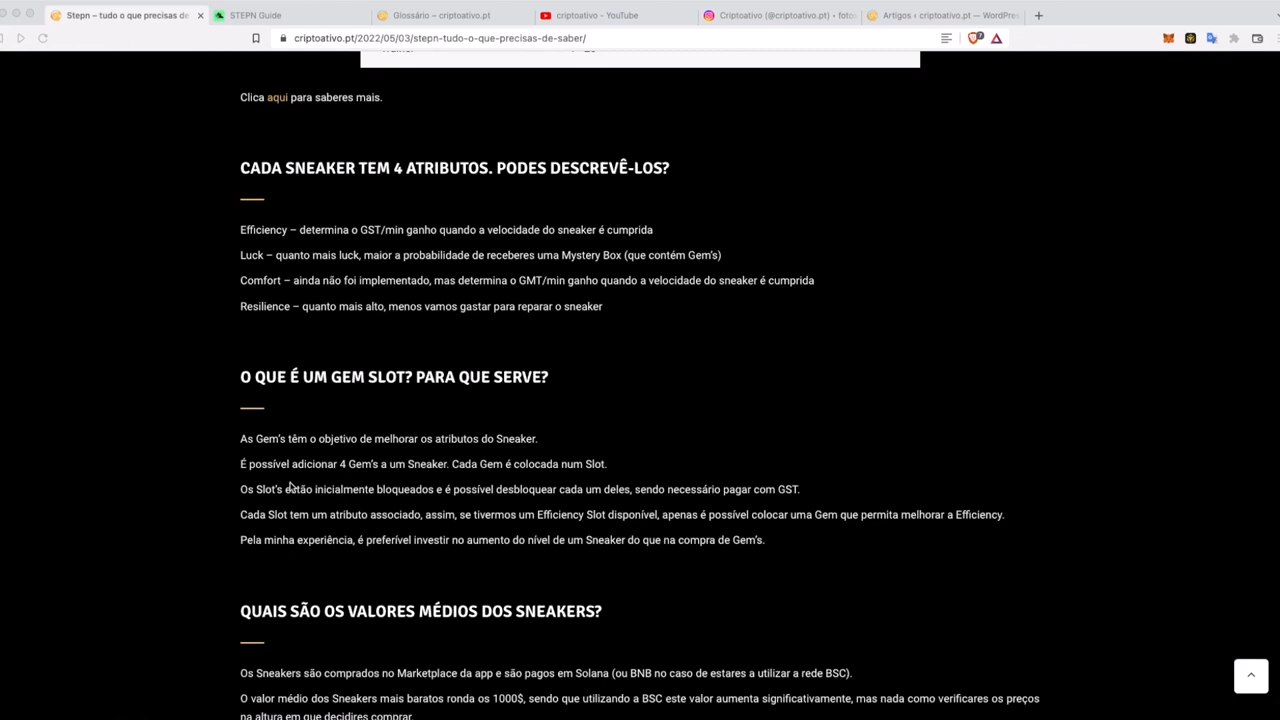 Stepn – tudo o que precisas de
STEPN Guide
Glossário – criptoativo.pt
criptoativo – YouTube
Criptoativo (@criptoativo.pt) • fotos
Artigos ‹ criptoativo.pt — WordPress
criptoativo.pt/2022/05/03/stepn-tudo-o-que-precisas-de-saber/
Clica aqui para saberes mais.
CADA SNEAKER TEM 4 ATRIBUTOS. PODES DESCREVÊ-LOS?
Efficiency – determina o GST/min ganho quando a velocidade do sneaker é cumprida
Luck – quanto mais luck, maior a probabilidade de receberes uma Mystery Box (que contém Gem's)
Comfort – ainda não foi implementado, mas determina o GMT/min ganho quando a velocidade do sneaker é cumprida
Resilience – quanto mais alto, menos vamos gastar para reparar o sneaker
O QUE É UM GEM SLOT? PARA QUE SERVE?
As Gem's têm o objetivo de melhorar os atributos do Sneaker.
É possível adicionar 4 Gem's a um Sneaker. Cada Gem é colocada num Slot.
Os Slot's estão inicialmente bloqueados e é possível desbloquear cada um deles, sendo necessário pagar com GST.
Cada Slot tem um atributo associado, assim, se tivermos um Efficiency Slot disponível, apenas é possível colocar uma Gem que permita melhorar a Efficiency.
Pela minha experiência, é preferível investir no aumento do nível de um Sneaker do que na compra de Gem's.
QUAIS SÃO OS VALORES MÉDIOS DOS SNEAKERS?
Os Sneakers são comprados no Marketplace da app e são pagos em Solana (ou BNB no caso de estares a utilizar a rede BSC).
O valor médio dos Sneakers mais baratos ronda os 1000$, sendo que utilizando a BSC este valor aumenta significativamente, mas nada como verificares os preços
na altura em que decidires comprar.